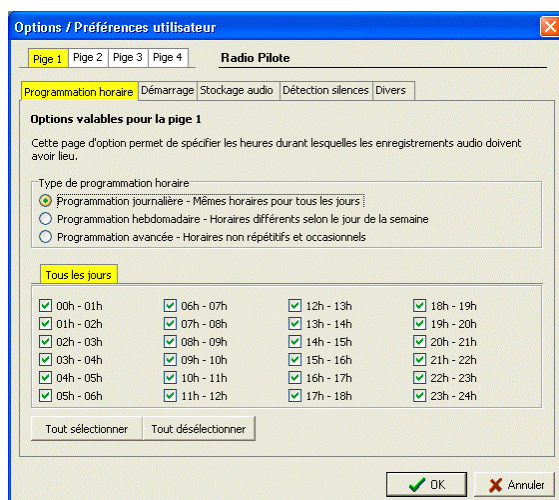 Options / Préférences utilisateur
Pige 1 Pige 2 Pige 3 Pige 4 Radio Pilote
Programmation horaire Démarrage Stockage audio Détection silences Divers
Options valables pour la pige 1
Cette page d'option permet de spécifier les heures durant lesquelles les enregistrements audio doivent
avoir lieu.
Type de programmation horaire
Programmation journalière - Mêmes horaires pour tous les jours
Programmation hebdomadaire - Horaires différents selon le jour de la semaine
Programmation avancée - Horaires non répétitifs et occasionnels
Tous les jours
00h - 01h 06h - 07h 12h - 13h 18h - 19h
01h - 02h 07h - 08h 13h - 14h 19h - 20h
02h - 03h 08h - 09h 14h - 15h 20h - 21h
03h - 04h 09h - 10h 15h - 16h 21h - 22h
04h - 05h 10h - 11h 16h - 17h 22h - 23h
05h - 06h 11h - 12h 17h - 18h 23h - 24h
Tout sélectionner Tout désélectionner
OK Annuler